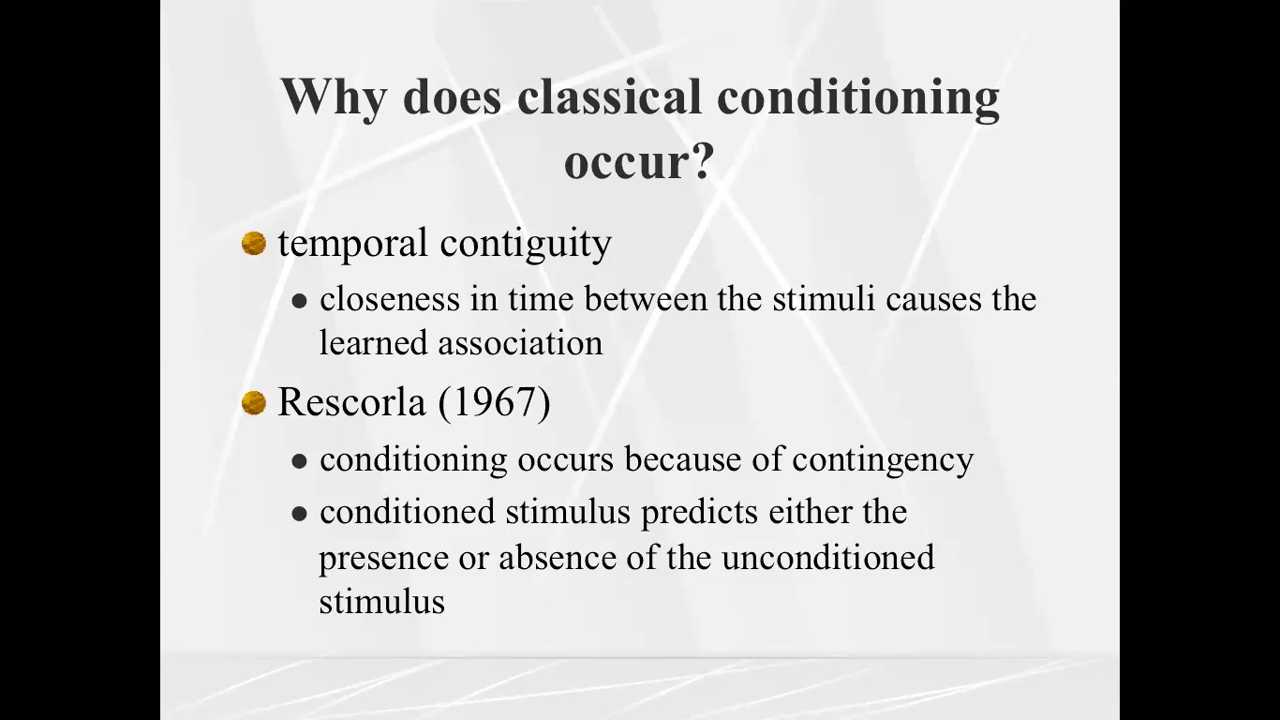 Why does classical conditioning
occur?
temporal contiguity
closeness in time between the stimuli causes the
learned association
Rescorla (1967)
conditioning occurs because of contingency
conditioned stimulus predicts either the
presence or absence of the unconditioned
stimulus